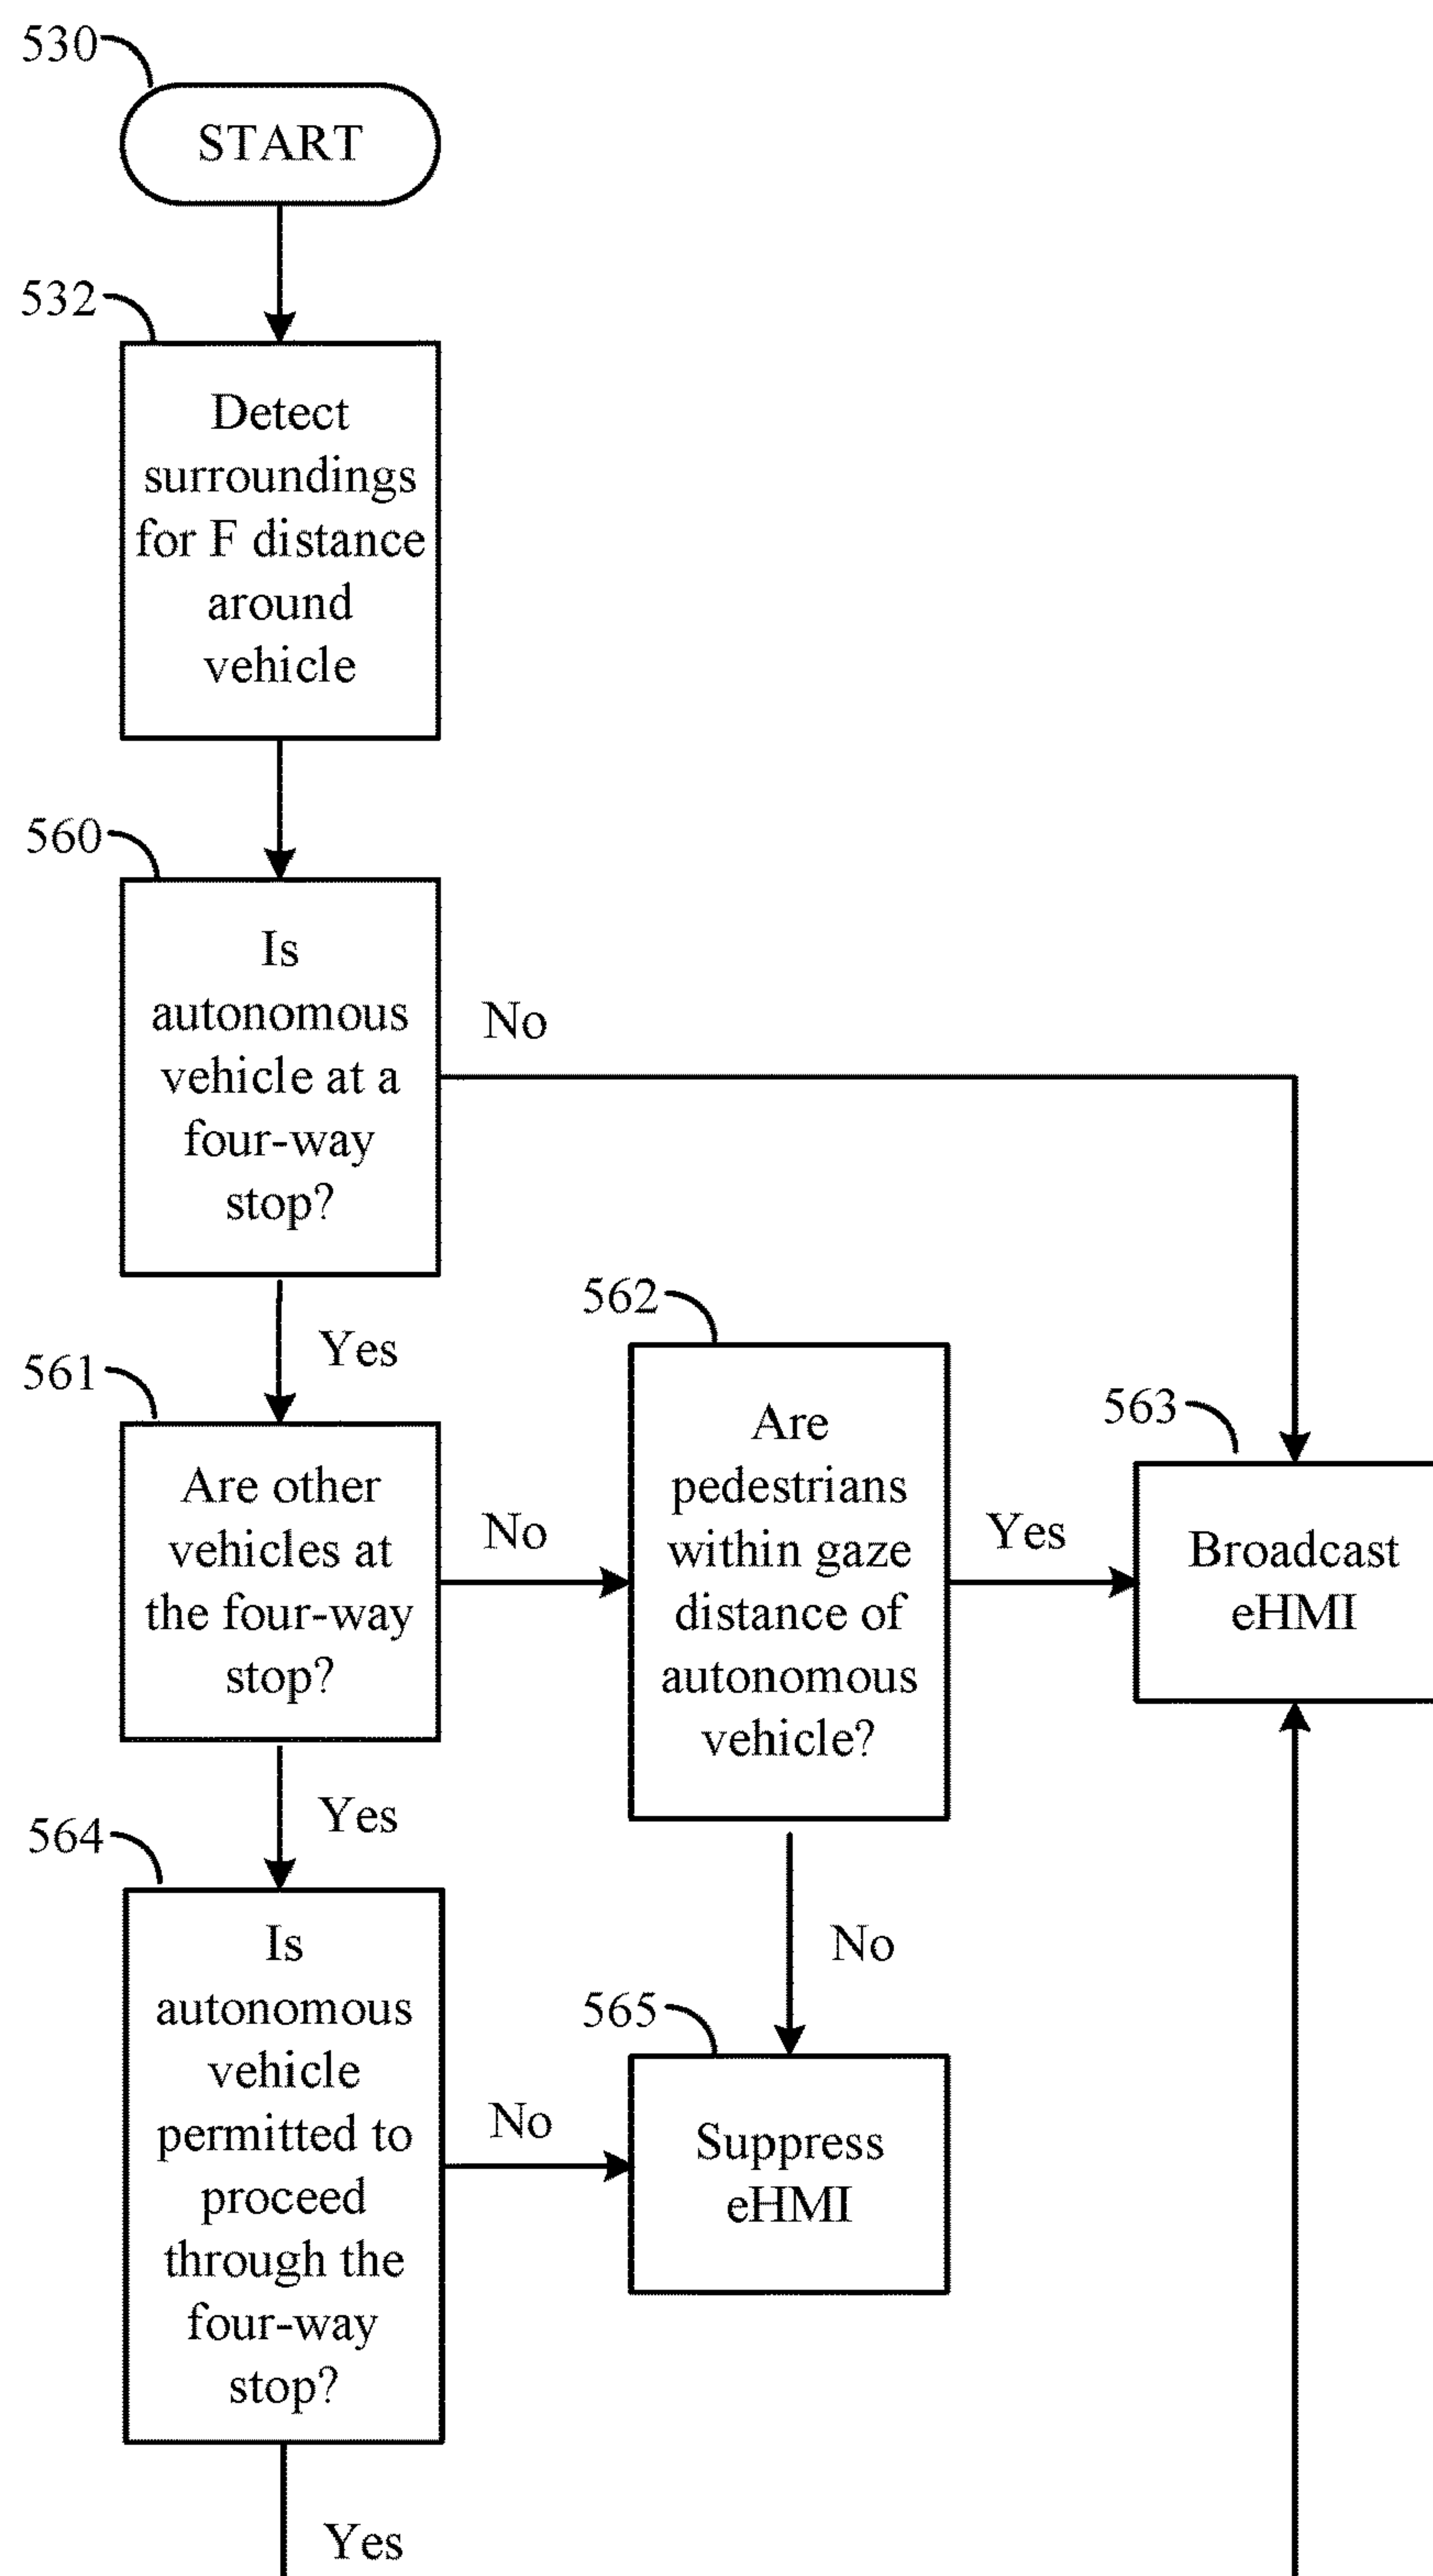 530
START
532
Detect
surroundings
for F distance
around
vehicle
560
Is
autonomous
vehicle at a
four-way
stop?
No
Yes
561
Are other
vehicles at
the four-way
stop?
No
562
Are
pedestrians
within gaze
distance of
autonomous
vehicle?
Yes
563
Broadcast
eHMI
Yes
564
Is
autonomous
vehicle
permitted to
proceed
through the
four-way
stop?
No
No
565
Suppress
eHMI
Yes